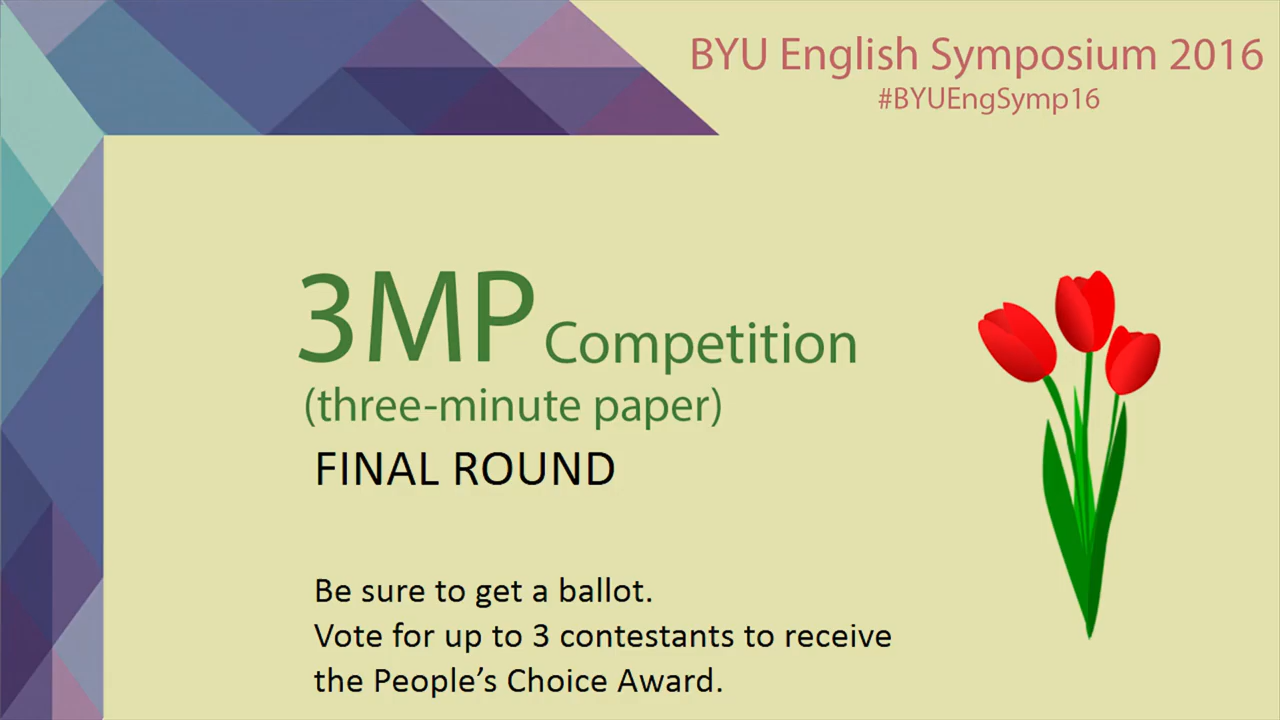 BYU English Symposium 2016
#BYUEngSymp16
3MP Competition
(three-minute paper)
FINAL ROUND
Be sure to get a ballot.
Vote for up to 3 contestants to receive
the People’s Choice Award.